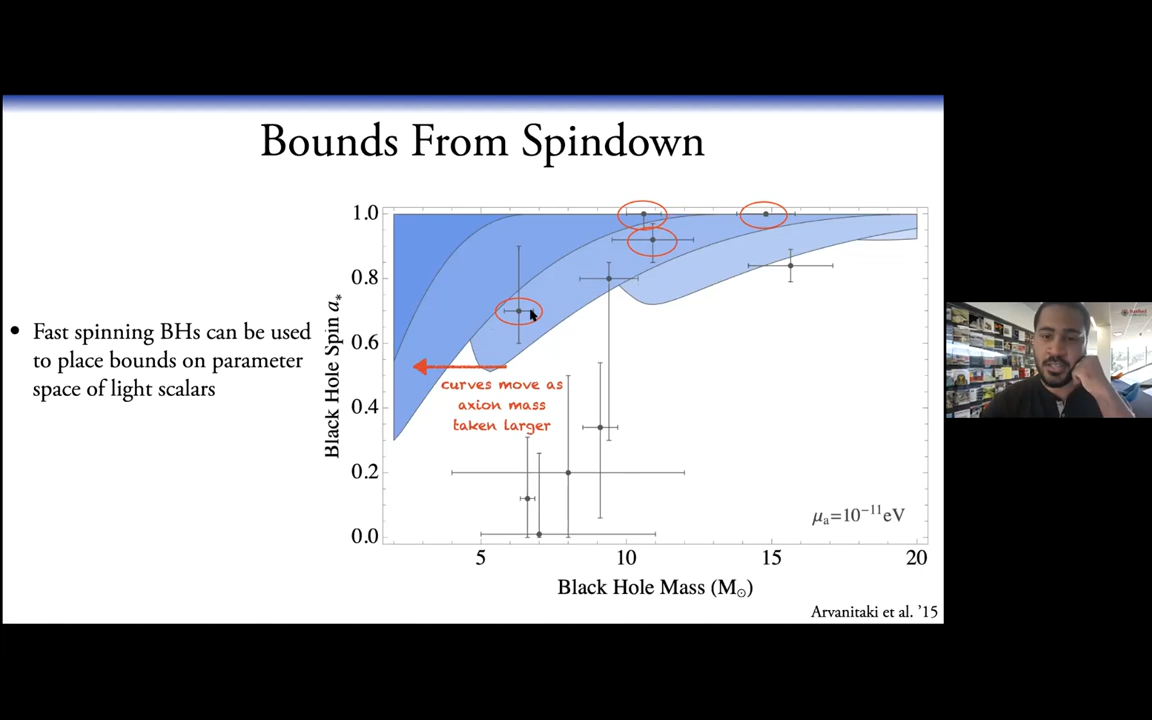 Bounds From Spindown
• Fast spinning BHs can be used
to place bounds on parameter
space of light scalars
Black Hole Spin a*
1.0
0.8
0.6
0.4
0.2
0.0
curves move as
axion mass
taken larger
μa=10⁻¹¹eV
5
10
15
20
Black Hole Mass (M☉)
Arvanitaki et al. ’15